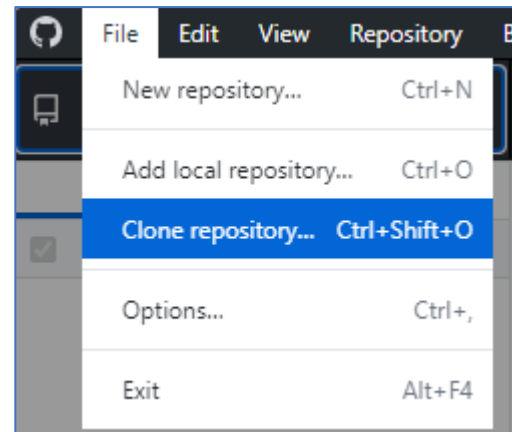 File Edit View Repository
New repository... Ctrl+N
Add local repository... Ctrl+O
Clone repository... Ctrl+Shift+O
Options... Ctrl+,
Exit Alt+F4